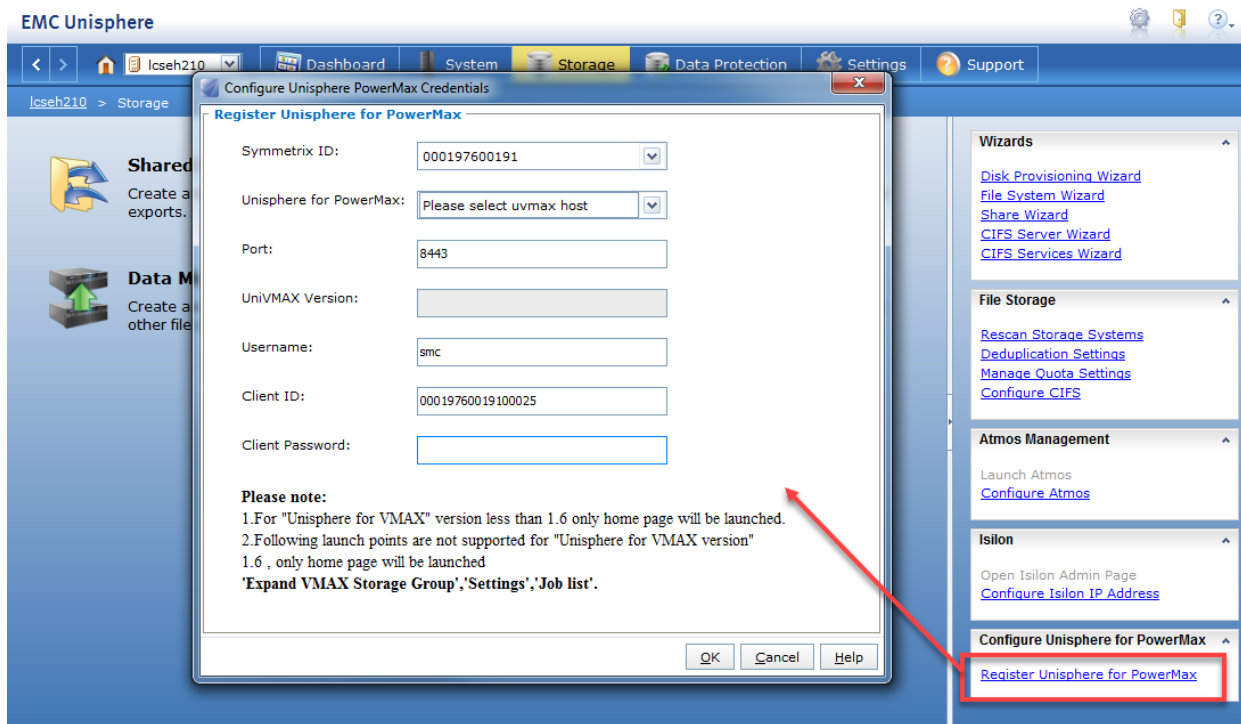 EMC Unisphere
lcseh210
Dashboard
System
Storage
Data Protection
Settings
Support
lcseh210 > Storage
Shared
Create a
exports.
Data M
Create a
other file
Configure Unisphere PowerMax Credentials
Register Unisphere for PowerMax
Symmetrix ID: 000197600191
Unisphere for PowerMax: Please select uvmax host
Port: 8443
UniVMAX Version:
Username: smc
Client ID: 00019760019100025
Client Password:
Please note:
1.For "Unisphere for VMAX" version less than 1.6 only home page will be launched.
2.Following launch points are not supported for "Unisphere for VMAX version"
1.6 , only home page will be launched
'Expand VMAX Storage Group','Settings','Job list'.
OK
Cancel
Help
Wizards
Disk Provisioning Wizard
File System Wizard
Share Wizard
CIFS Server Wizard
CIFS Services Wizard
File Storage
Rescan Storage Systems
Deduplication Settings
Manage Quota Settings
Configure CIFS
Atmos Management
Launch Atmos
Configure Atmos
Isilon
Open Isilon Admin Page
Configure Isilon IP Address
Configure Unisphere for PowerMax
Register Unisphere for PowerMax